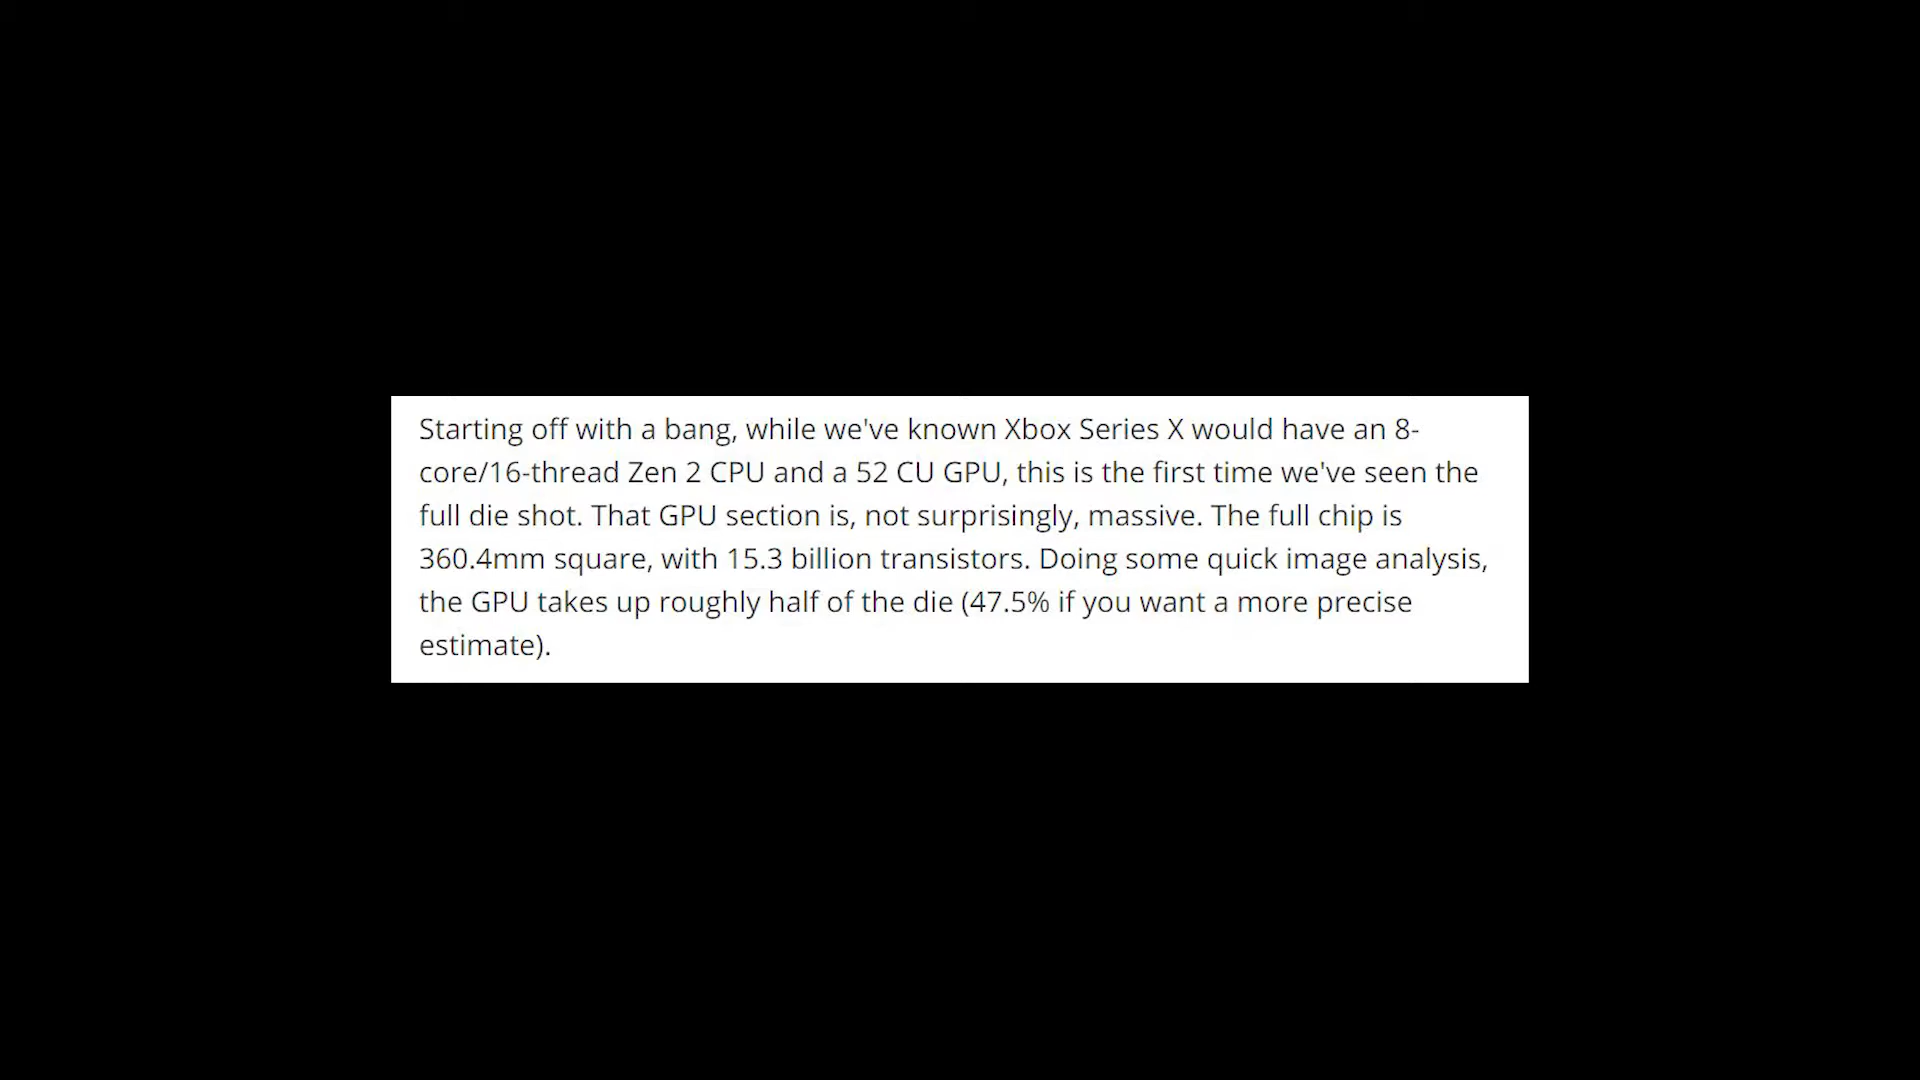 Starting off with a bang, while we've known Xbox Series X would have an 8-
core/16-thread Zen 2 CPU and a 52 CU GPU, this is the first time we've seen the
full die shot. That GPU section is, not surprisingly, massive. The full chip is
360.4mm square, with 15.3 billion transistors. Doing some quick image analysis,
the GPU takes up roughly half of the die (47.5% if you want a more precise
estimate).